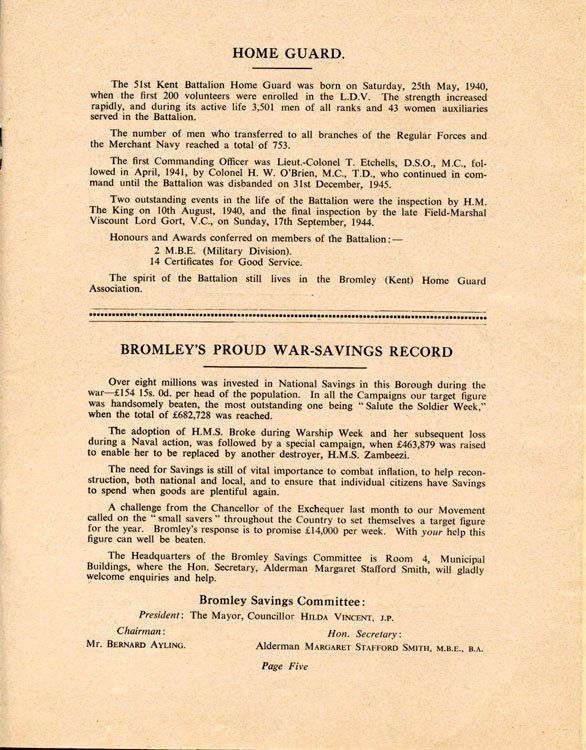 HOME GUARD.
The 51st Kent Battalion Home Guard was born on Saturday, 25th May, 1940,
when the first 200 volunteers were enrolled in the L.D.V. The strength increased
rapidly, and during its active life 3,501 men of all ranks and 43 women auxiliaries
served in the Battalion.
The number of men who transferred to all branches of the Regular Forces and
the Merchant Navy reached a total of 753.
The first Commanding Officer was Lieut.-Colonel T. Etchells, D.S.O., M.C., fol-
lowed in April, 1941, by Colonel H. W. O'Brien, M.C., T.D., who continued in com-
mand until the Battalion was disbanded on 31st December, 1945.
Two outstanding events in the life of the Battalion were the inspection by H.M.
The King on 10th August, 1940, and the final inspection by the late Field-Marshal
Viscount Lord Gort, V.C., on Sunday, 17th September, 1944.
Honours and Awards conferred on members of the Battalion:—
2 M.B.E. (Military Division).
14 Certificates for Good Service.
The spirit of the Battalion still lives in the Bromley (Kent) Home Guard
Association.
BROMLEY'S PROUD WAR-SAVINGS RECORD
Over eight millions was invested in National Savings in this Borough during the
war—£154 15s. 0d. per head of the population. In all the Campaigns our target figure
was handsomely beaten, the most outstanding one being "Salute the Soldier Week,"
when the total of £682,728 was reached.
The adoption of H.M.S. Broke during Warship Week and her subsequent loss
during a Naval action, was followed by a special campaign, when £463,879 was raised
to enable her to be replaced by another destroyer, H.M.S. Zambeezi.
The need for Savings is still of vital importance to combat inflation, to help recon-
struction, both national and local, and to ensure that individual citizens have Savings
to spend when goods are plentiful again.
A challenge from the Chancellor of the Exchequer last month to our Movement
called on the "small savers" throughout the Country to set themselves a target figure
for the year. Bromley's response is to promise £14,000 per week. With your help this
figure can well be beaten.
The Headquarters of the Bromley Savings Committee is Room 4, Municipal
Buildings, where the Hon. Secretary, Alderman Margaret Stafford Smith, will gladly
welcome enquiries and help.
Bromley Savings Committee:
President: The Mayor, Councillor HILDA VINCENT, J.P.
Chairman:
Mr. BERNARD AYLING.
Hon. Secretary:
Alderman MARGARET STAFFORD SMITH, M.B.E., B.A.
Page Five